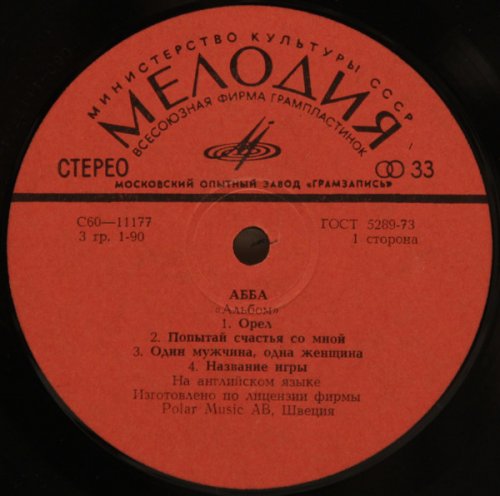 МИНИСТЕРСТВО КУЛЬТУРЫ СССР
МЕЛОДИЯ
ВСЕСОЮЗНАЯ ФИРМА ГРАМПЛАСТИНОК
СТЕРЕО 33
МОСКОВСКИЙ ОПЫТНЫЙ ЗАВОД «ГРАМЗАПИСЬ»
С60—11177 ГОСТ 5289-73
3 гр. 1-90 1 сторона
АББА
«Альбом»
1. Орел
2. Попытай счастья со мной
3. Один мужчина, одна женщина
4. Название игры
На английском языке
Изготовлено по лицензии фирмы
Polar Music AB, Швеция